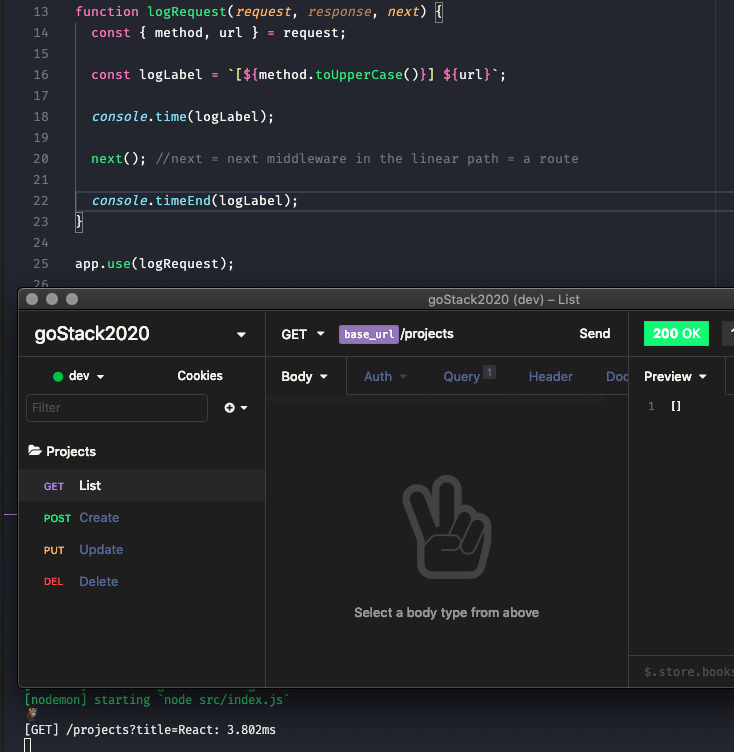 13 function logRequest(request, response, next) {
14 const { method, url } = request;
15
16 const logLabel = `[${method.toUpperCase()}] ${url}`;
17
18 console.time(logLabel);
19
20 next(); //next = next middleware in the linear path = a route
21
22 console.timeEnd(logLabel);
23 }
24
25 app.use(logRequest);
26
goStack2020 (dev) – List
goStack2020
GET base_url/projects Send
200 OK
dev Cookies
Body Auth Query 1 Header Doc
Preview
Filter
1 []
Projects
GET List
POST Create
PUT Update
DEL Delete
Select a body type from above
$.store.books
[nodemon] starting `node src/index.js`
[GET] /projects?title=React: 3.802ms